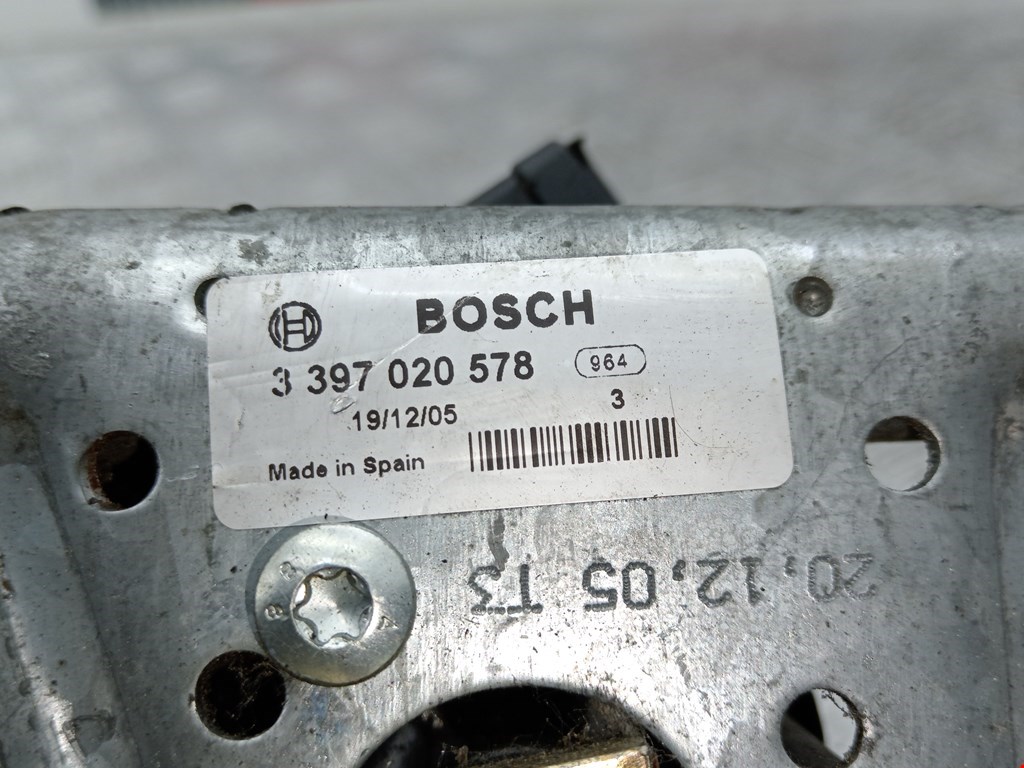 BOSCH
3 397 020 578 964
19/12/05 3
Made in Spain
20.12.05 T3